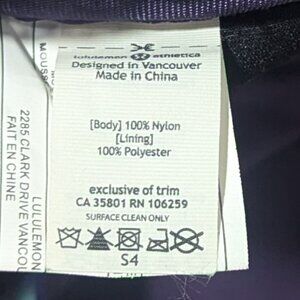 lululemon athletica
Designed in Vancouver
Made in China
[Body] 100% Nylon
[Lining]
100% Polyester
exclusive of trim
CA 35801 RN 106259
SURFACE CLEAN ONLY
S4
LULULEMON
2285 CLARK DRIVE VANCOU
FAIT EN CHINE